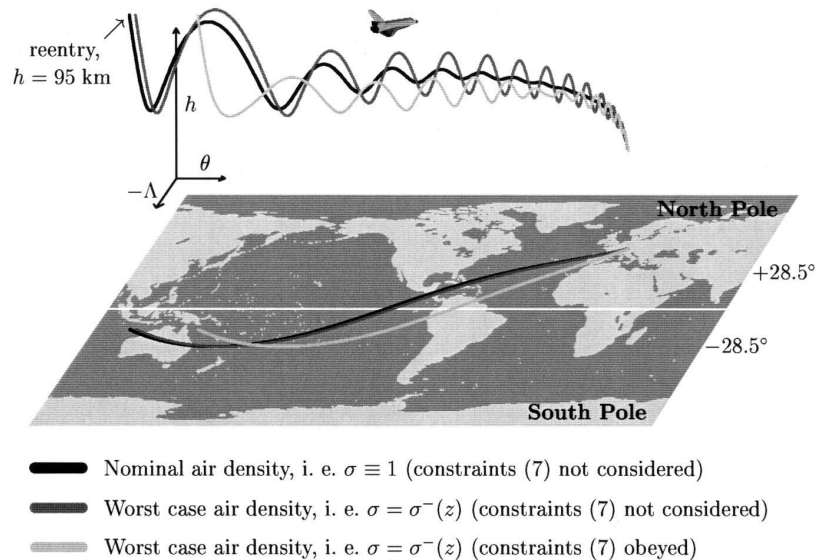 reentry,
h = 95 km
h
θ
−Λ
North Pole
+28.5°
−28.5°
South Pole
Nominal air density, i. e. σ ≡ 1 (constraints (7) not considered)
Worst case air density, i. e. σ = σ⁻(z) (constraints (7) not considered)
Worst case air density, i. e. σ = σ⁻(z) (constraints (7) obeyed)